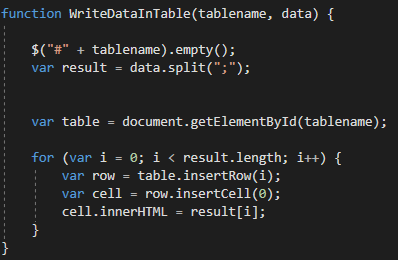 function WriteDataInTable(tablename, data) {
$("#" + tablename).empty();
var result = data.split(";");
var table = document.getElementById(tablename);
for (var i = 0; i < result.length; i++) {
var row = table.insertRow(i);
var cell = row.insertCell(0);
cell.innerHTML = result[i];
}
}